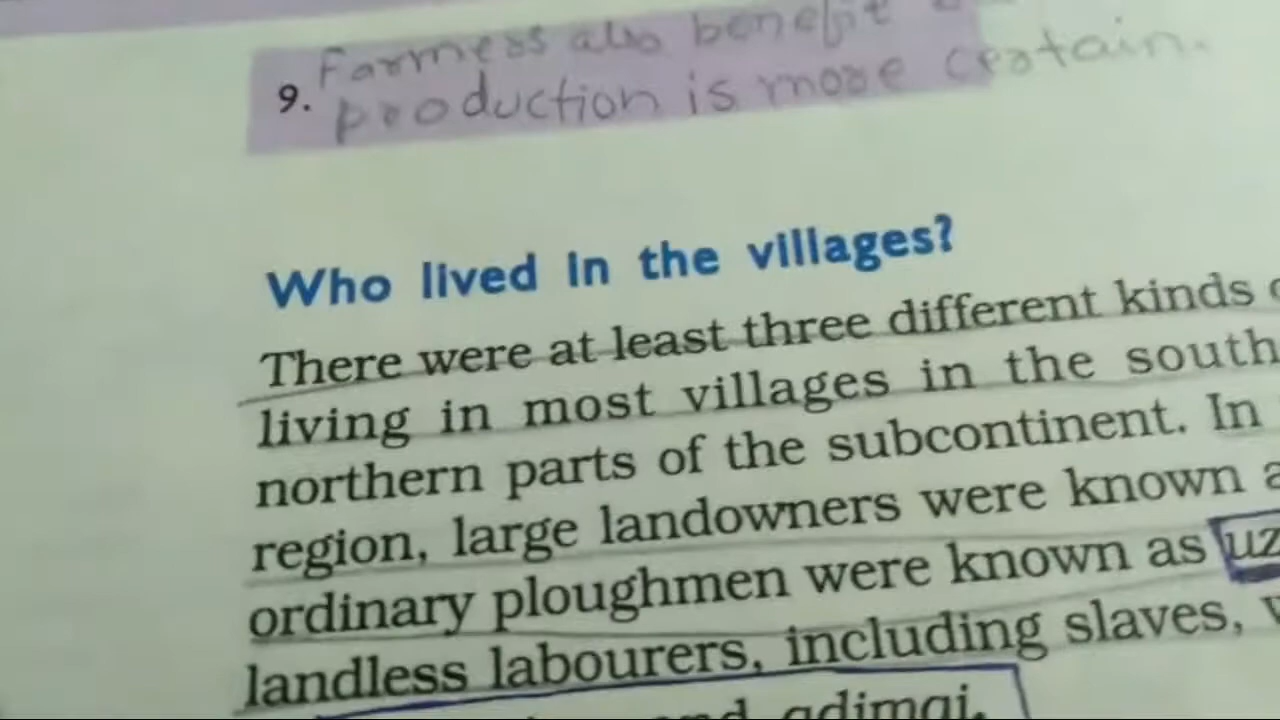 Farmers also benefit
9. production is more certain.
Who lived in the villages?
There were at least three different kinds
living in most villages in the south
northern parts of the subcontinent. In
region, large landowners were known
ordinary ploughmen were known as uz
landless labourers, including slaves,
adimai.